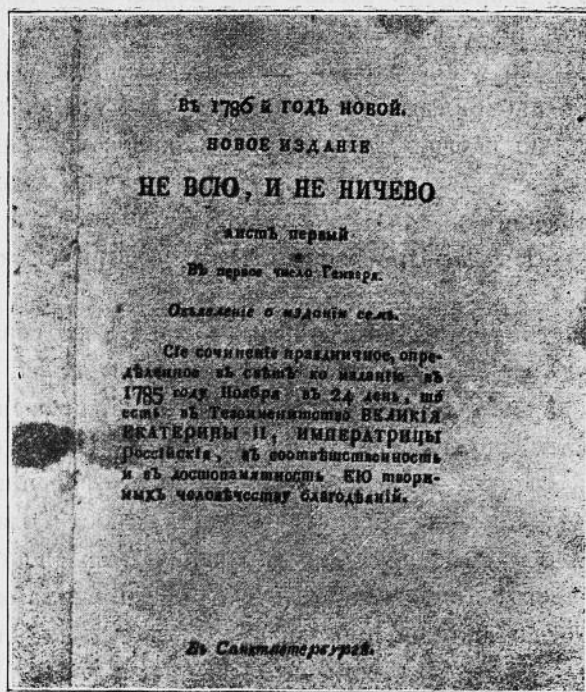 Въ 1786 й годъ новой.
новое изданіе
НЕ ВСЮ, И НЕ НИЧЕВО
листъ первый
Въ первое число Генваря.
Объявленіе о изданіи семъ.
Сіе сочиненіе праздничное, опре-
дѣленное въ свѣтъ ко изданію въ
1785 году Ноября въ 24 день, то
есть въ Тезоименитство ВЕЛИКІЯ
ЕКАТЕРИНЫ II, ИМПЕРАТРИЦЫ
Россійскія, въ соотвѣтственность
и въ достопамятность ЕЮ твори-
мыхъ человѣчеству благодѣяній.
Въ Санктпетербургѣ.